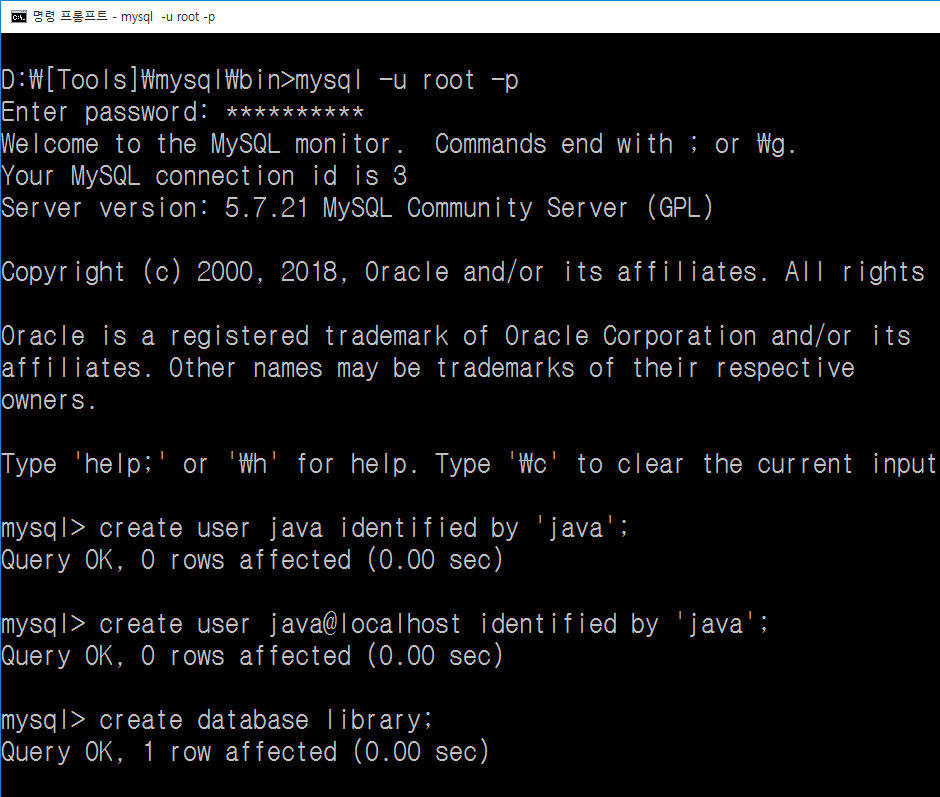 명령 프롬프트 - mysql  -u root -p
D:₩[Tools]₩mysql₩bin>mysql -u root -p
Enter password: **********
Welcome to the MySQL monitor.  Commands end with ; or ₩g.
Your MySQL connection id is 3
Server version: 5.7.21 MySQL Community Server (GPL)
Copyright (c) 2000, 2018, Oracle and/or its affiliates. All rights
Oracle is a registered trademark of Oracle Corporation and/or its
affiliates. Other names may be trademarks of their respective
owners.
Type 'help;' or '₩h' for help. Type '₩c' to clear the current input
mysql> create user java identified by 'java';
Query OK, 0 rows affected (0.00 sec)
mysql> create user java@localhost identified by 'java';
Query OK, 0 rows affected (0.00 sec)
mysql> create database library;
Query OK, 1 row affected (0.00 sec)